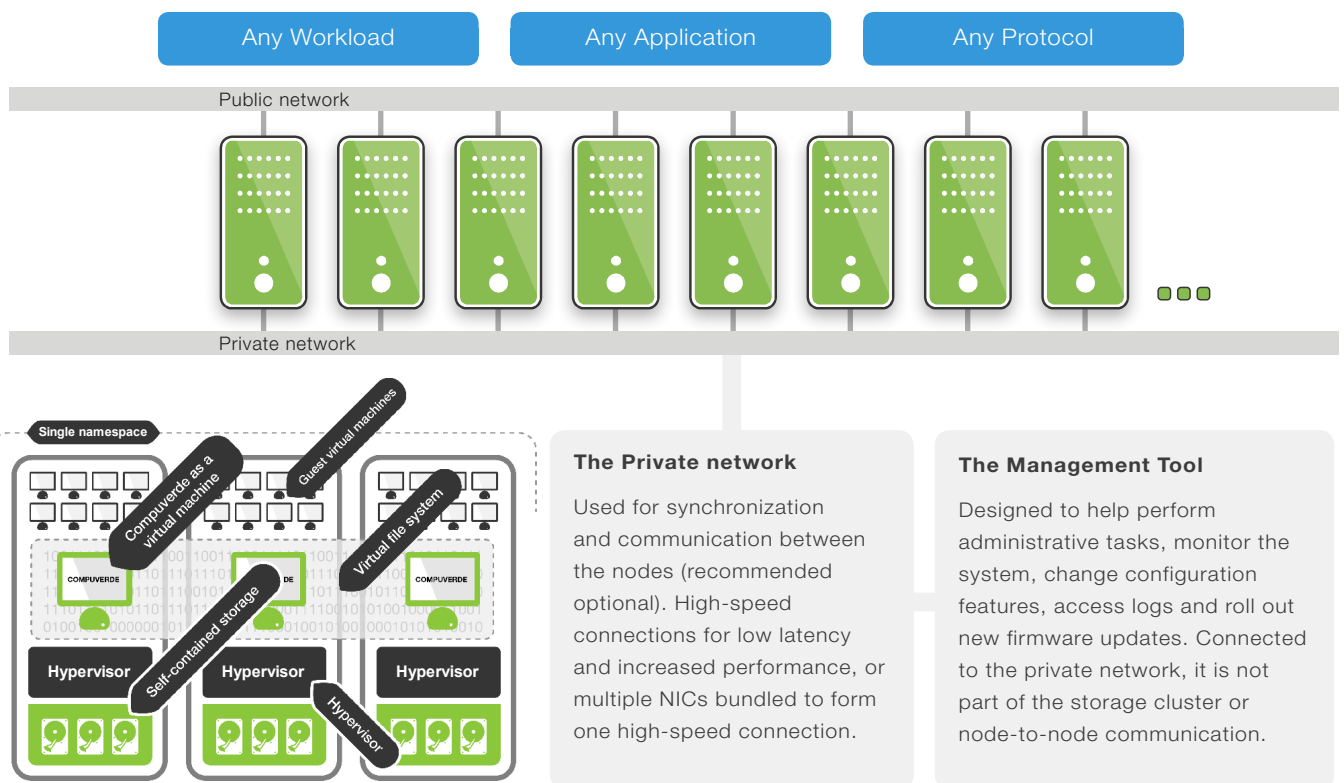 Any Workload
Any Application
Any Protocol
Public network
Private network
Single namespace
Compuverde as a
virtual machine
Guest virtual machines
Virtual file system
COMPUVERDE
DE
COMPUVERDE
Self-contained storage
Hypervisor
Hypervisor
Hypervisor
Hypervisor
The Private network
Used for synchronization
and communication between
the nodes (recommended
optional). High-speed
connections for low latency
and increased performance, or
multiple NICs bundled to form
one high-speed connection.
The Management Tool
Designed to help perform
administrative tasks, monitor the
system, change configuration
features, access logs and roll out
new firmware updates. Connected
to the private network, it is not
part of the storage cluster or
node-to-node communication.